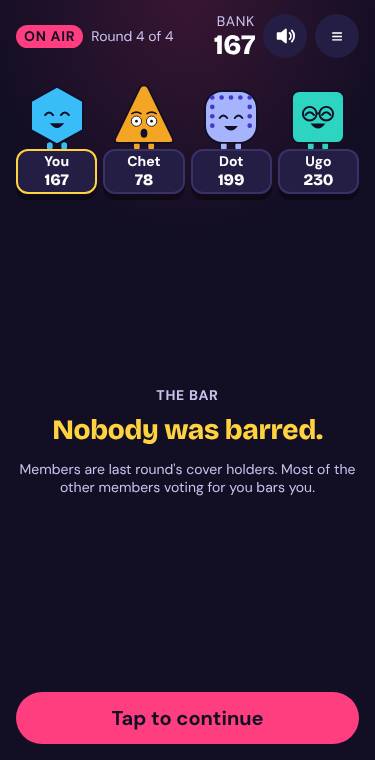 ON AIR
Round 4 of 4
BANK
167
You
167
Chet
78
Dot
199
Ugo
230
THE BAR
Nobody was barred.
Members are last round's cover holders. Most of the
other members voting for you bars you.
Tap to continue